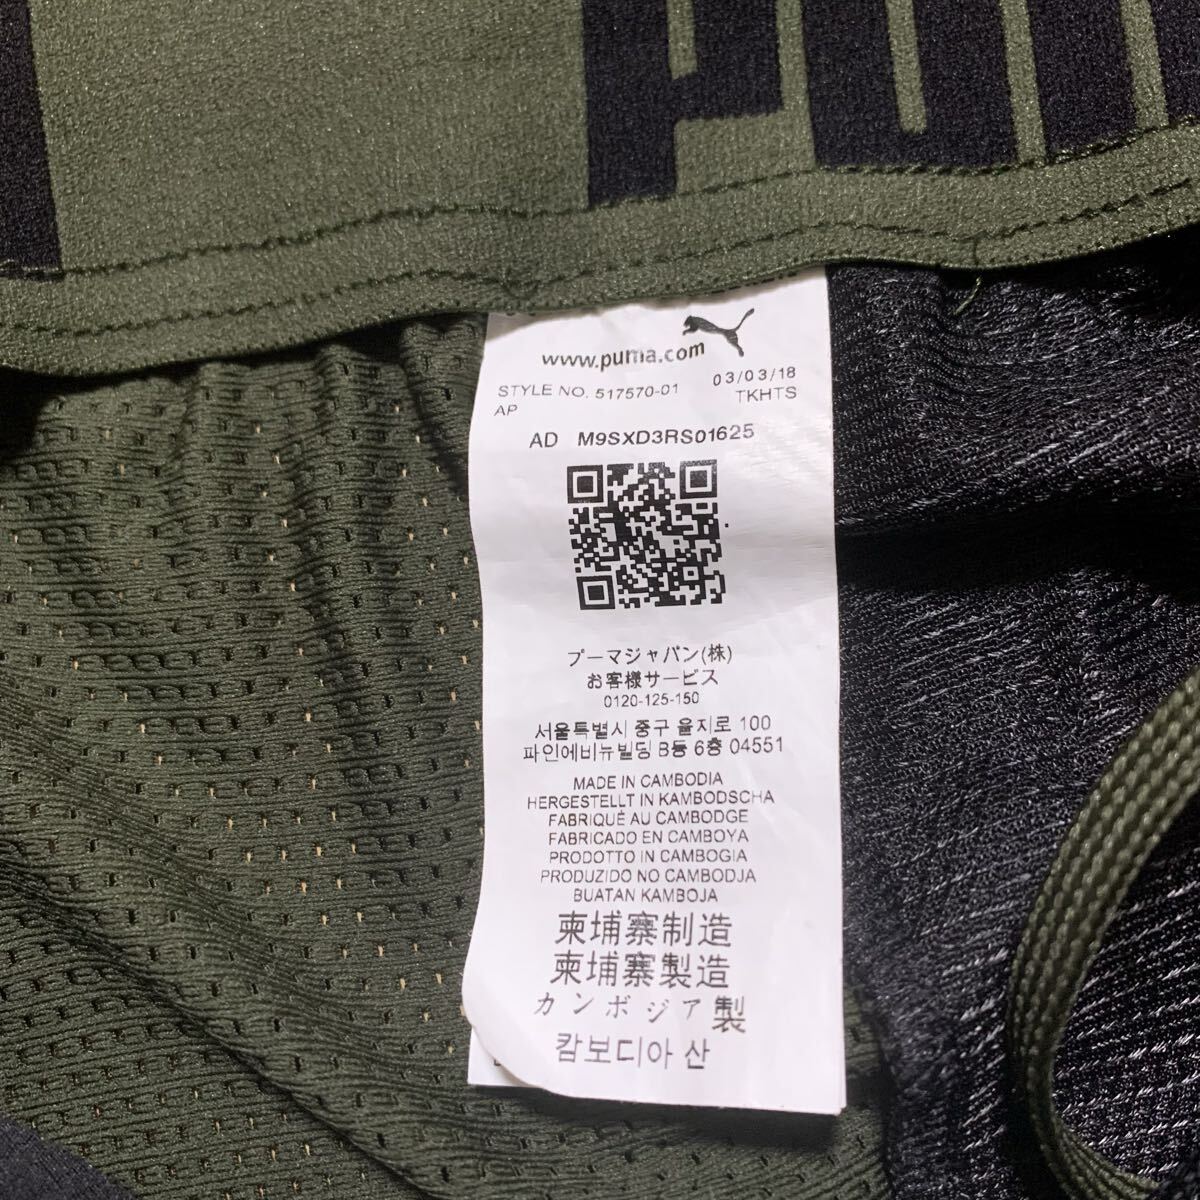 www.puma.com
STYLE NO. 517570-01 03/03/18
AP TKHTS
AD M9SXD3RS01625
プーマジャパン(株)
お客様サービス
0120-125-150
서울특별시 중구 을지로 100
파인에비뉴빌딩 B동 6층 04551
MADE IN CAMBODIA
HERGESTELLT IN KAMBODSCHA
FABRIQUÉ AU CAMBODGE
FABRICADO EN CAMBOYA
PRODOTTO IN CAMBOGIA
PRODUZIDO NO CAMBODJA
BUATAN KAMBOJA
柬埔寨制造
柬埔寨製造
カンボジア製
캄보디아 산